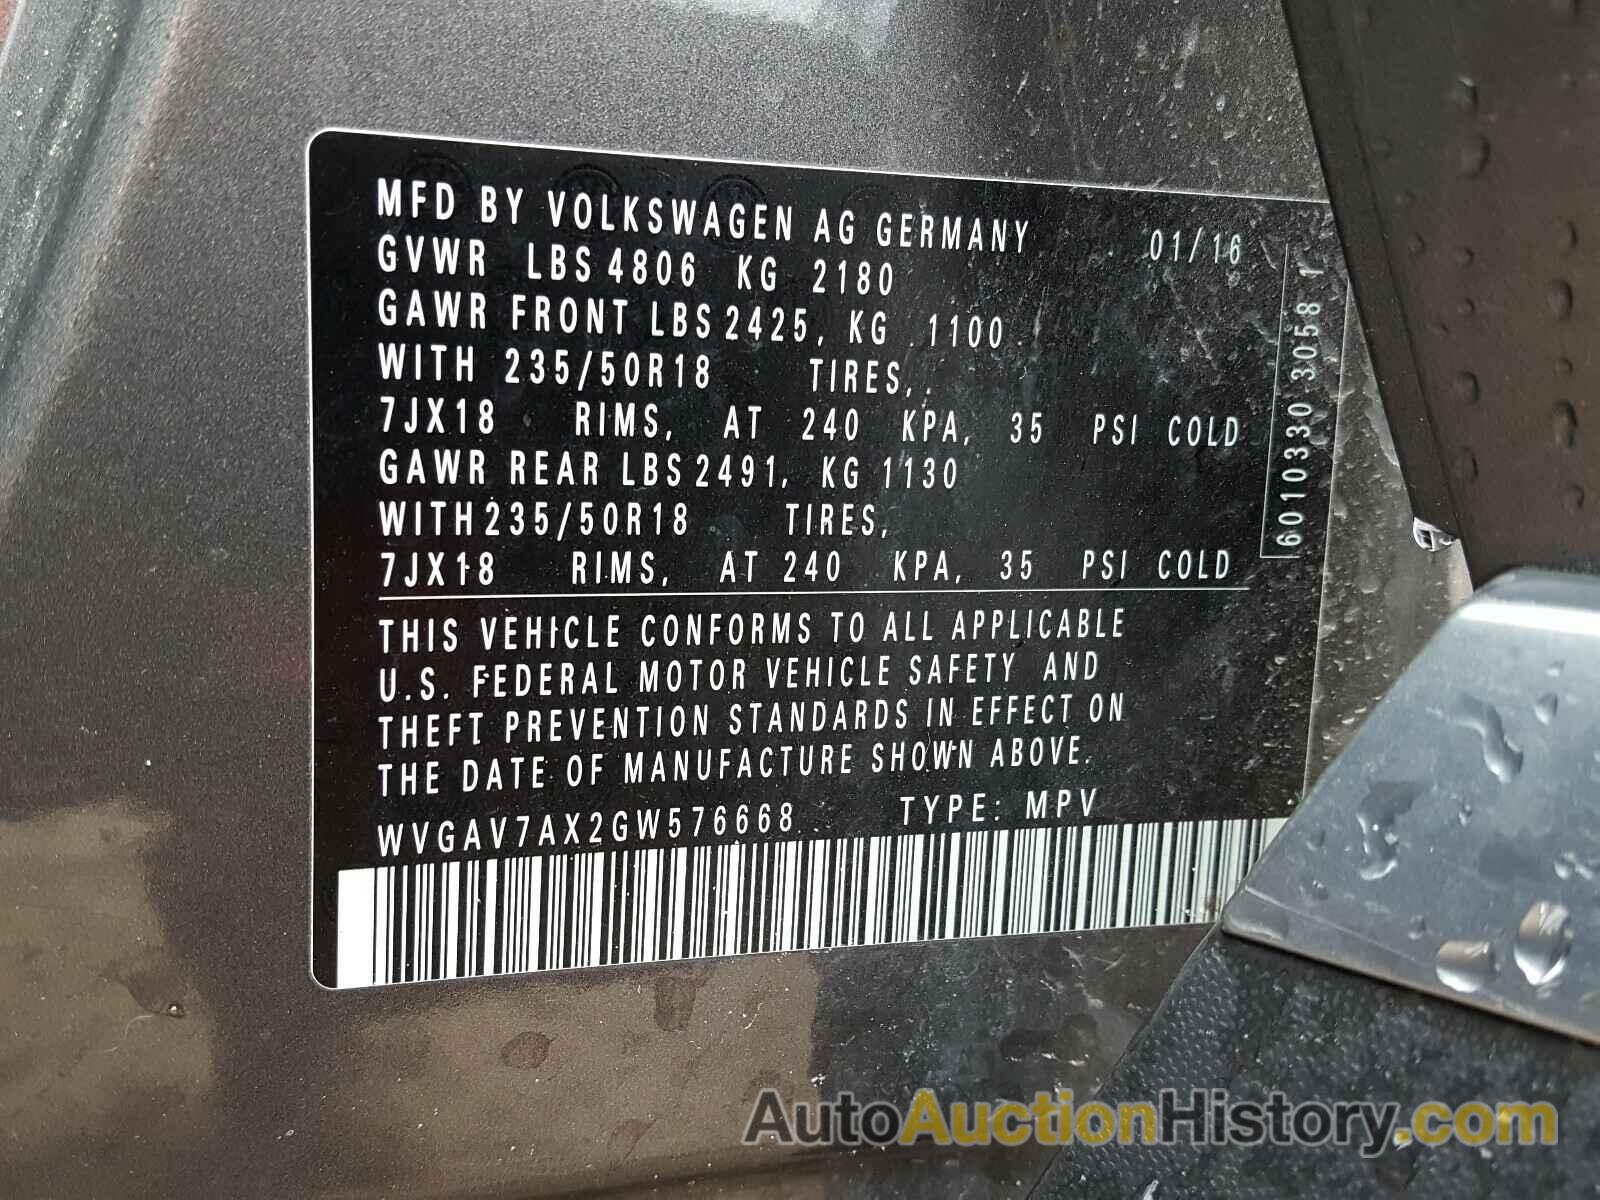 MFD BY VOLKSWAGEN AG GERMANY 01/16
GVWR LBS 4806 KG 2180
GAWR FRONT LBS 2425, KG 1100
WITH 235/50R18 TIRES,
7JX18 RIMS, AT 240 KPA, 35 PSI COLD
GAWR REAR LBS 2491, KG 1130
WITH 235/50R18 TIRES,
7JX18 RIMS, AT 240 KPA, 35 PSI COLD
THIS VEHICLE CONFORMS TO ALL APPLICABLE
U.S. FEDERAL MOTOR VEHICLE SAFETY AND
THEFT PREVENTION STANDARDS IN EFFECT ON
THE DATE OF MANUFACTURE SHOWN ABOVE.
WVGAV7AX2GW576668 TYPE: MPV
6010330 3058 1
AutoAuctionHistory.com